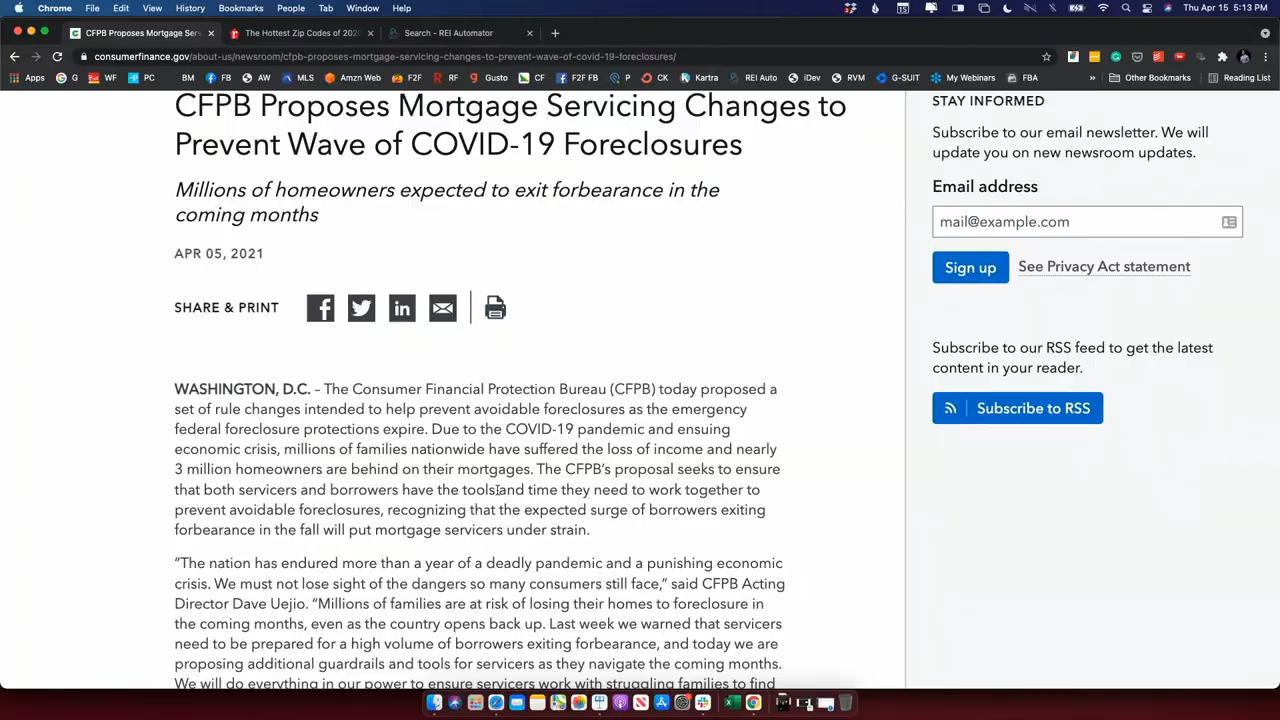 Chrome File Edit View History Bookmarks People Tab Window Help Thu Apr 15 5:13 PM
CFPB Proposes Mortgage Ser The Hottest Zip Codes of 202 Search - REI Automator
consumerfinance.gov/about-us/newsroom/cfpb-proposes-mortgage-servicing-changes-to-prevent-wave-of-covid-19-foreclosures/
Apps G WF PC BM FB AW MLS Amzn Web F2F RF Gusto CF F2F FB P CK Kartra REI Auto iDev RVM G-SUIT My Webinars FBA » Other Bookmarks Reading List
CFPB Proposes Mortgage Servicing Changes to
Prevent Wave of COVID-19 Foreclosures
Millions of homeowners expected to exit forbearance in the
coming months
APR 05, 2021
SHARE & PRINT
WASHINGTON, D.C. – The Consumer Financial Protection Bureau (CFPB) today proposed a
set of rule changes intended to help prevent avoidable foreclosures as the emergency
federal foreclosure protections expire. Due to the COVID-19 pandemic and ensuing
economic crisis, millions of families nationwide have suffered the loss of income and nearly
3 million homeowners are behind on their mortgages. The CFPB's proposal seeks to ensure
that both servicers and borrowers have the tools and time they need to work together to
prevent avoidable foreclosures, recognizing that the expected surge of borrowers exiting
forbearance in the fall will put mortgage servicers under strain.
“The nation has endured more than a year of a deadly pandemic and a punishing economic
crisis. We must not lose sight of the dangers so many consumers still face,” said CFPB Acting
Director Dave Uejio. “Millions of families are at risk of losing their homes to foreclosure in
the coming months, even as the country opens back up. Last week we warned that servicers
need to be prepared for a high volume of borrowers exiting forbearance, and today we are
proposing additional guardrails and tools for servicers as they navigate the coming months.
We will do everything in our power to ensure servicers work with struggling families to find
STAY INFORMED
Subscribe to our email newsletter. We will
update you on new newsroom updates.
Email address
mail@example.com
Sign up See Privacy Act statement
Subscribe to our RSS feed to get the latest
content in your reader.
Subscribe to RSS